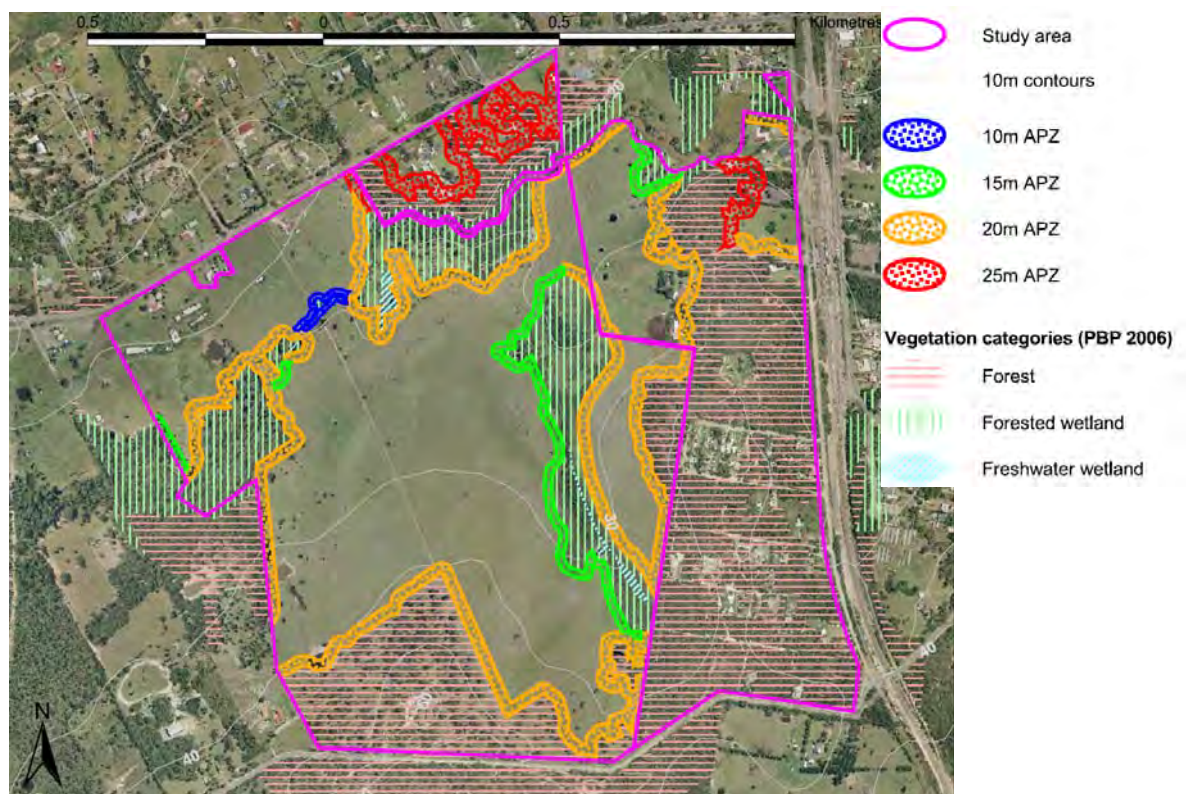 0.5 0 0.5 1 Kilometres
Study area
10m contours
10m APZ
15m APZ
20m APZ
25m APZ
Vegetation categories (PBP 2006)
Forest
Forested wetland
Freshwater wetland
30
40
N
40